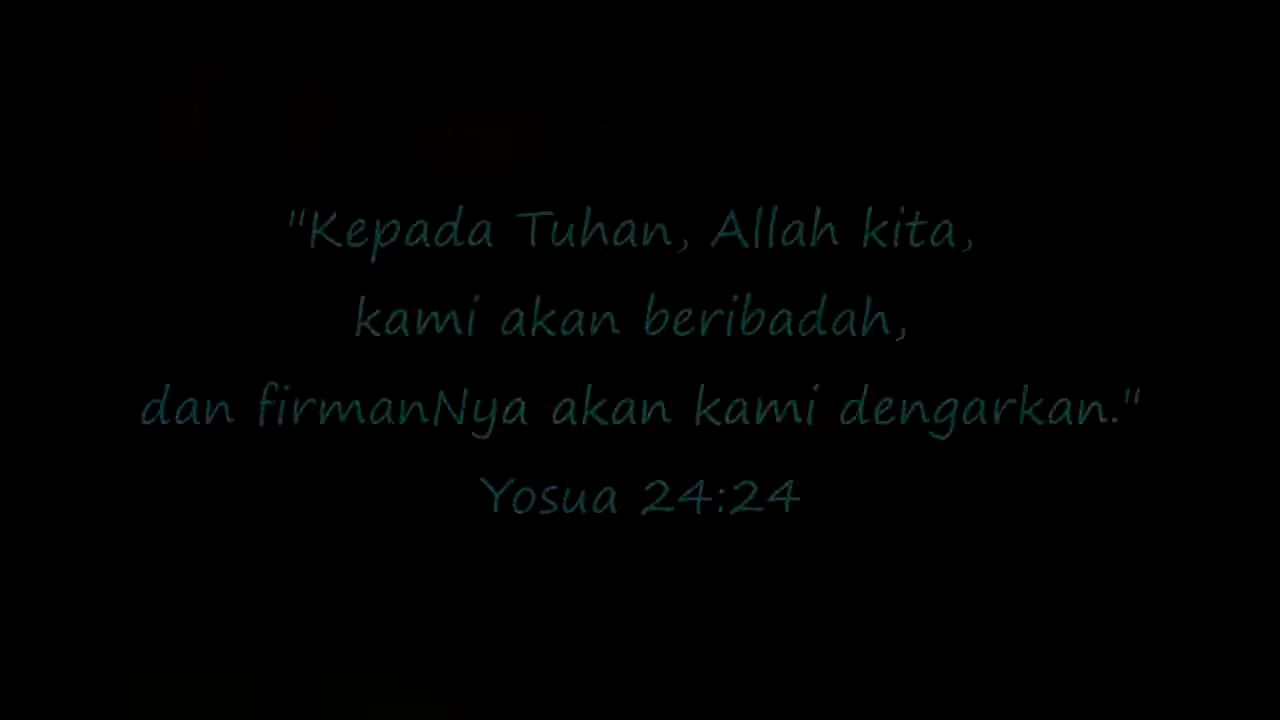 "Kepada Tuhan, Allah kita,
kami akan beribadah,
dan firmanNya akan kami dengarkan."
Yosua 24:24